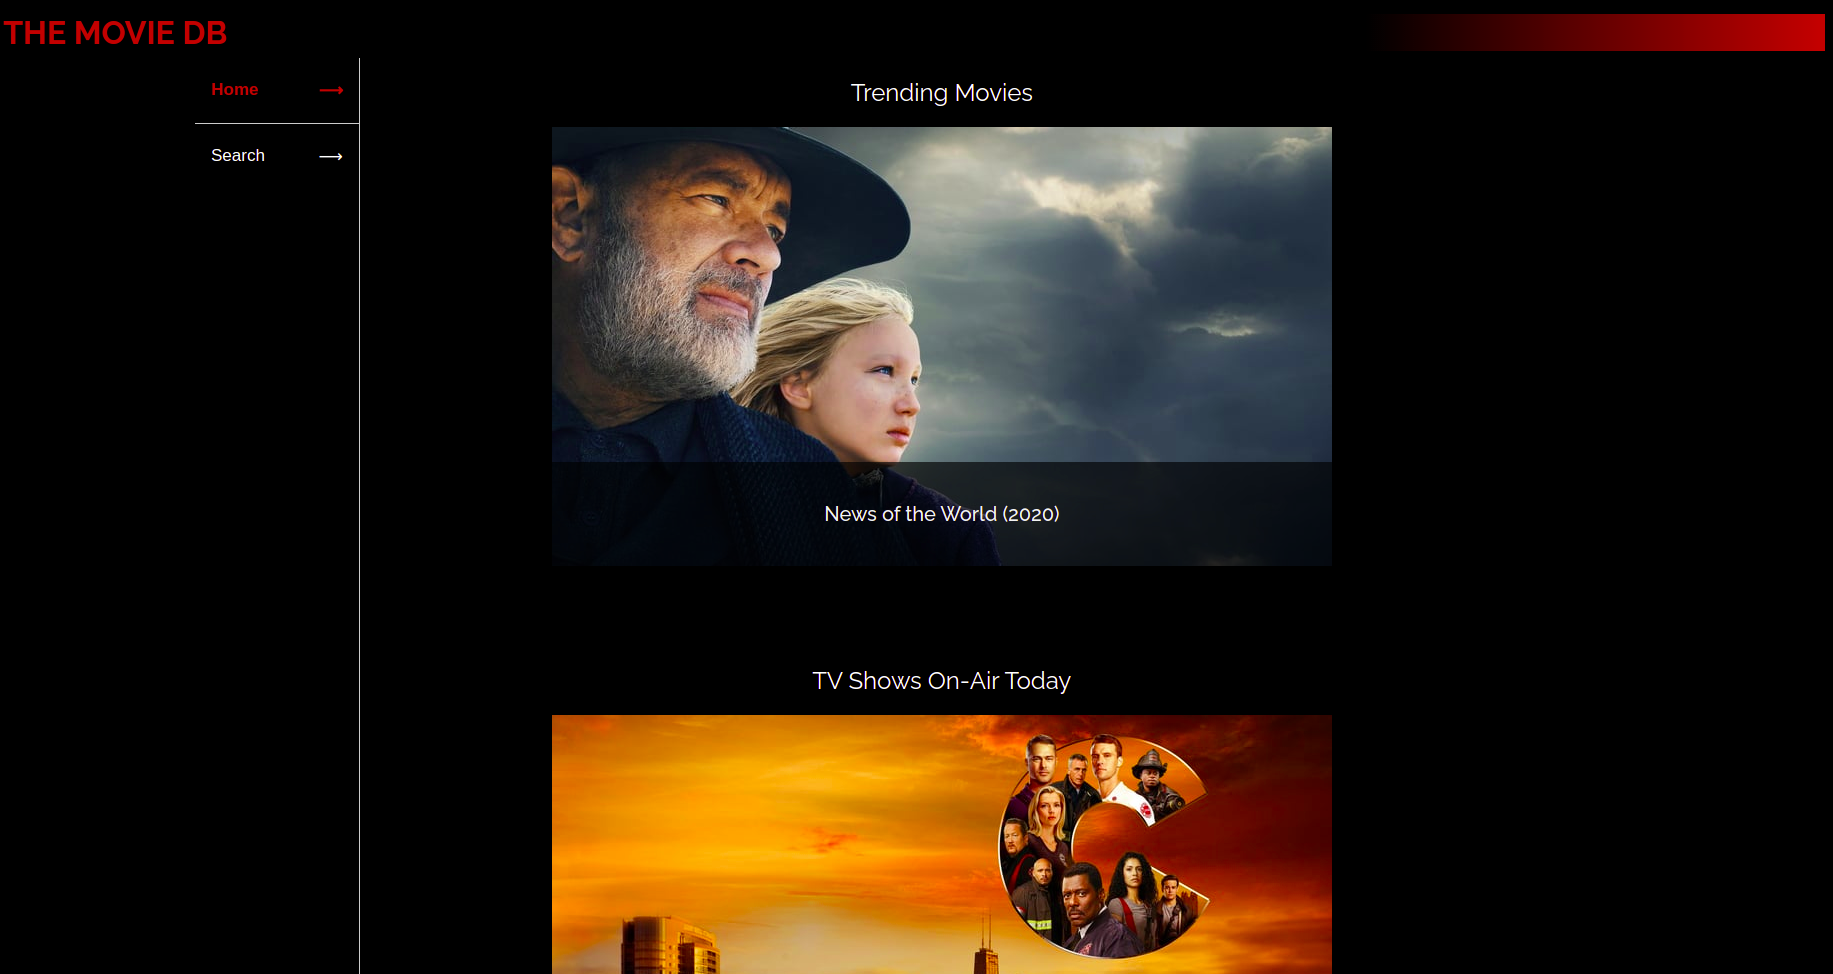 THE MOVIE DB
Home
Search
Trending Movies
News of the World (2020)
TV Shows On-Air Today